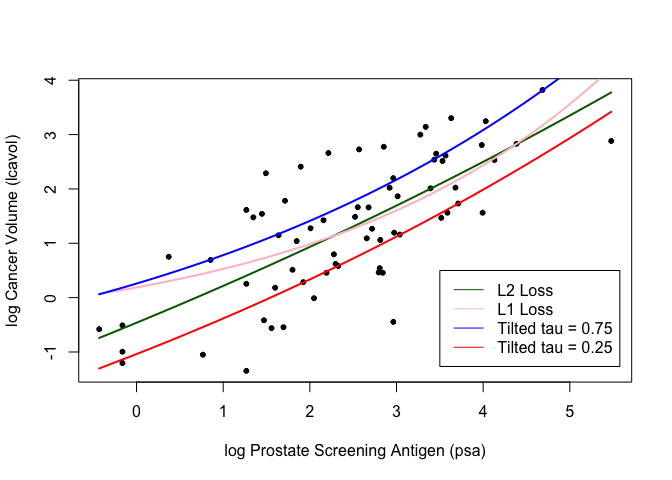 log Cancer Volume (lcavol)
4
3
2
1
0
-1
0 1 2 3 4 5
log Prostate Screening Antigen (psa)
L2 Loss
L1 Loss
Tilted tau = 0.75
Tilted tau = 0.25